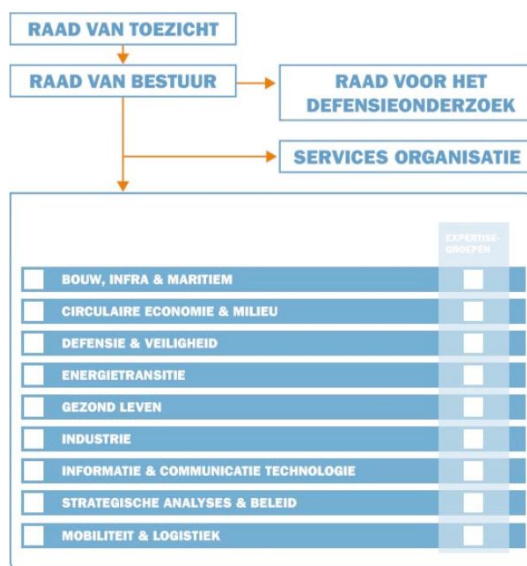 RAAD VAN TOEZICHT
RAAD VAN BESTUUR
RAAD VOOR HET
DEFENSIEONDERZOEK
SERVICES ORGANISATIE
EXPERTISE-
GROEPEN
BOUW, INFRA & MARITIEM
CIRCULAIRE ECONOMIE & MILIEU
DEFENSIE & VEILIGHEID
ENERGIETRANSITIE
GEZOND LEVEN
INDUSTRIE
INFORMATIE & COMMUNICATIE TECHNOLOGIE
STRATEGISCHE ANALYSES & BELEID
MOBILITEIT & LOGISTIEK